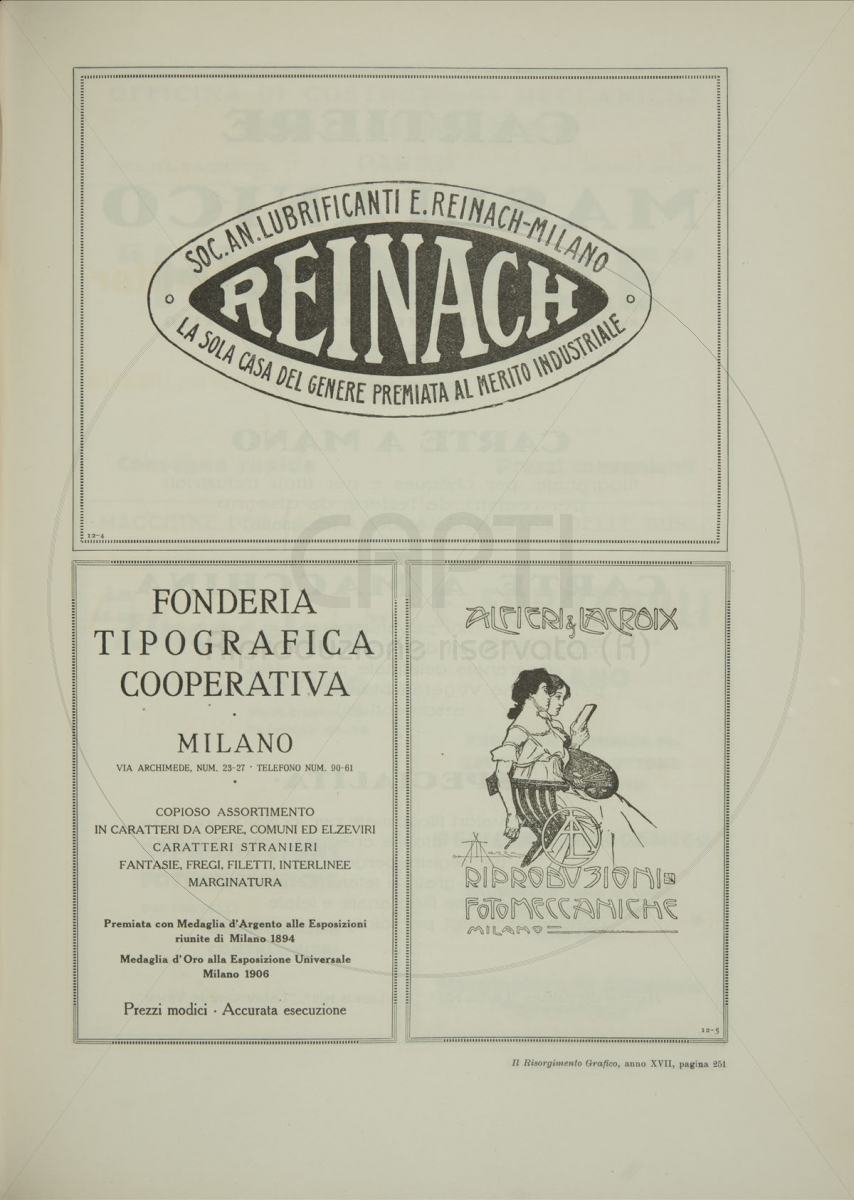 SOC. AN. LUBRIFICANTI E. REINACH-MILANO
REINACH
LA SOLA CASA DEL GENERE PREMIATA AL MERITO INDUSTRIALE
12-4
FONDERIA
TIPOGRAFICA
COOPERATIVA
MILANO
VIA ARCHIMEDE, NUM. 23-27 · TELEFONO NUM. 90-61
COPIOSO ASSORTIMENTO
IN CARATTERI DA OPERE, COMUNI ED ELZEVIRI
CARATTERI STRANIERI
FANTASIE, FREGI, FILETTI, INTERLINEE
MARGINATURA
Premiata con Medaglia d'Argento alle Esposizioni
riunite di Milano 1894
Medaglia d'Oro alla Esposizione Universale
Milano 1906
Prezzi modici · Accurata esecuzione
ALFIERI & LACROIX
RIPRODUZIONI
FOTOMECCANICHE
MILANO
12-5
Il Risorgimento Grafico, anno XVII, pagina 251
CAPTI
Riproduzione riservata (R)